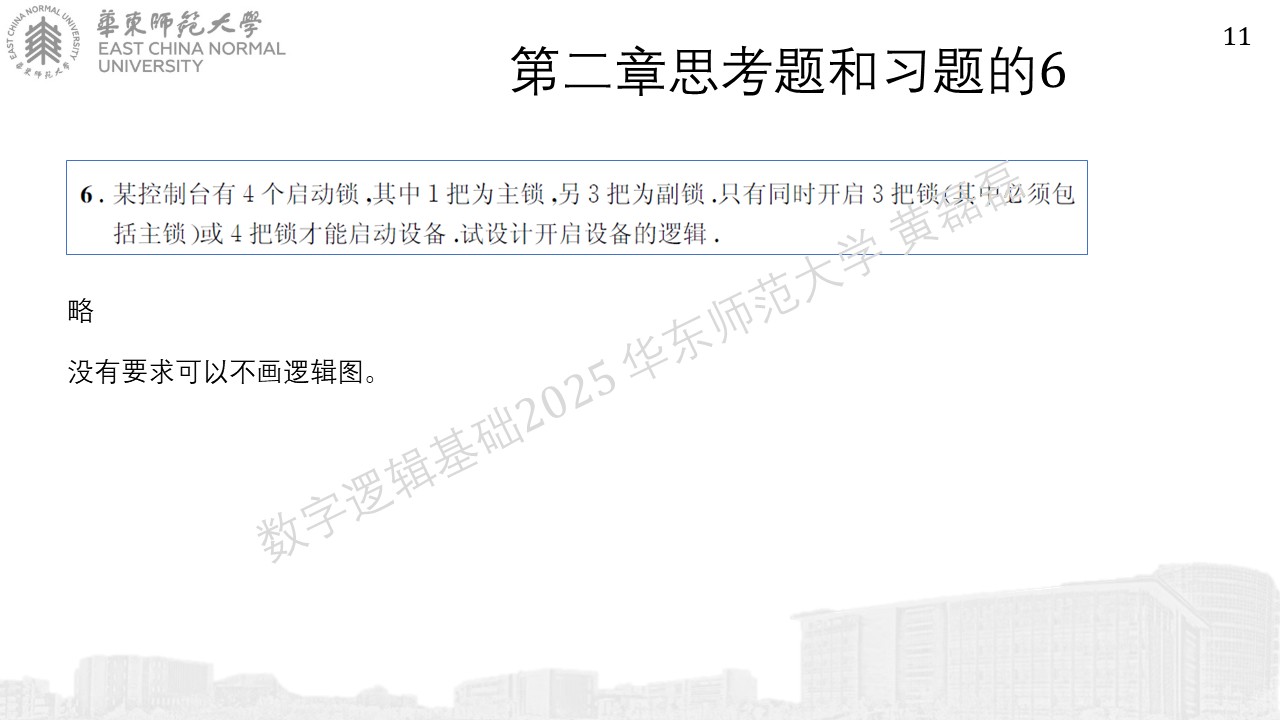 華東師範大學
EAST CHINA NORMAL
UNIVERSITY
11
第二章思考题和习题的6
6. 某控制台有 4 个启动锁,其中 1 把为主锁,另 3 把为副锁.只有同时开启 3 把锁(其中必须包
括主锁)或 4 把锁才能启动设备.试设计开启设备的逻辑.
略
没有要求可以不画逻辑图。
数字逻辑基础2025 华东师范大学 黄磊磊
EAST CHINA NORMAL UNIVERSITY
華東師范大學